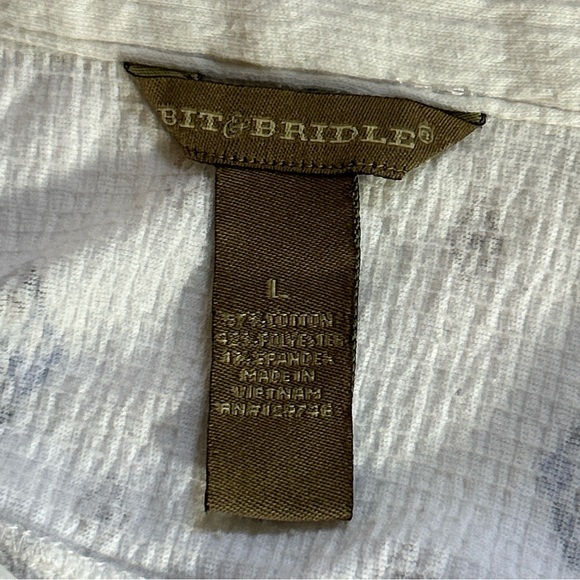 BIT & BRIDLE®
L
57% COTTON
42% POLYESTER
1% SPANDEX
MADE IN
VIETNAM